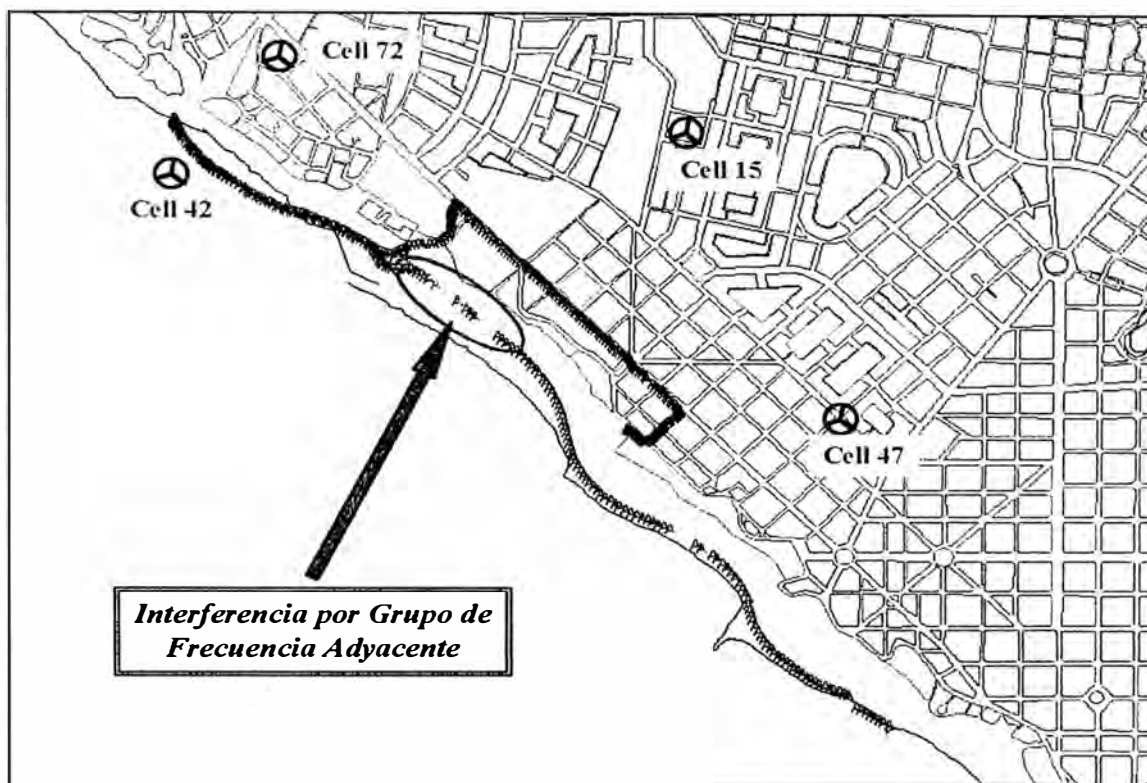 Cell 72
Cell 15
Cell 42
Cell 47
Interferencia por Grupo de
Frecuencia Adyacente